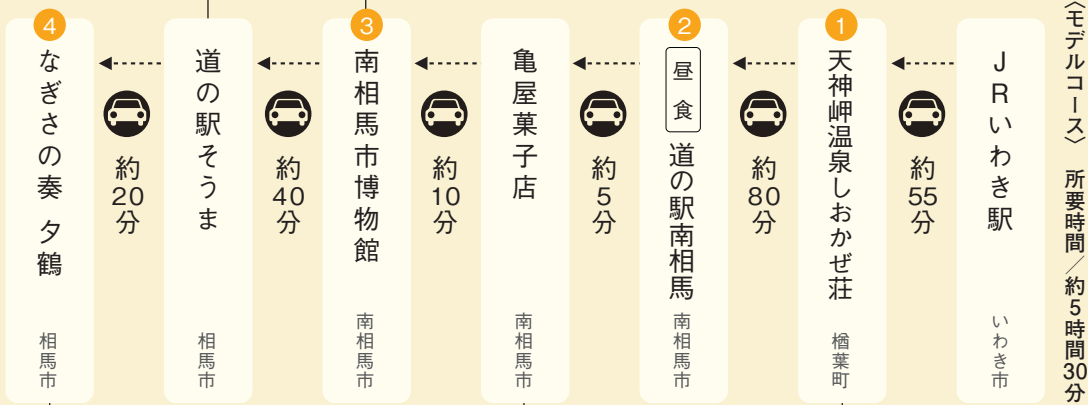 〈モデルコース〉 所要時間／約5時間30分
JRいわき駅
いわき市
約55分
1
天神岬温泉しおかぜ荘
楢葉町
約80分
2
昼食
道の駅南相馬
南相馬市
約5分
亀屋菓子店
南相馬市
約10分
3
南相馬市博物館
南相馬市
約40分
道の駅そうま
相馬市
約20分
4
なぎさの奏 夕鶴
相馬市